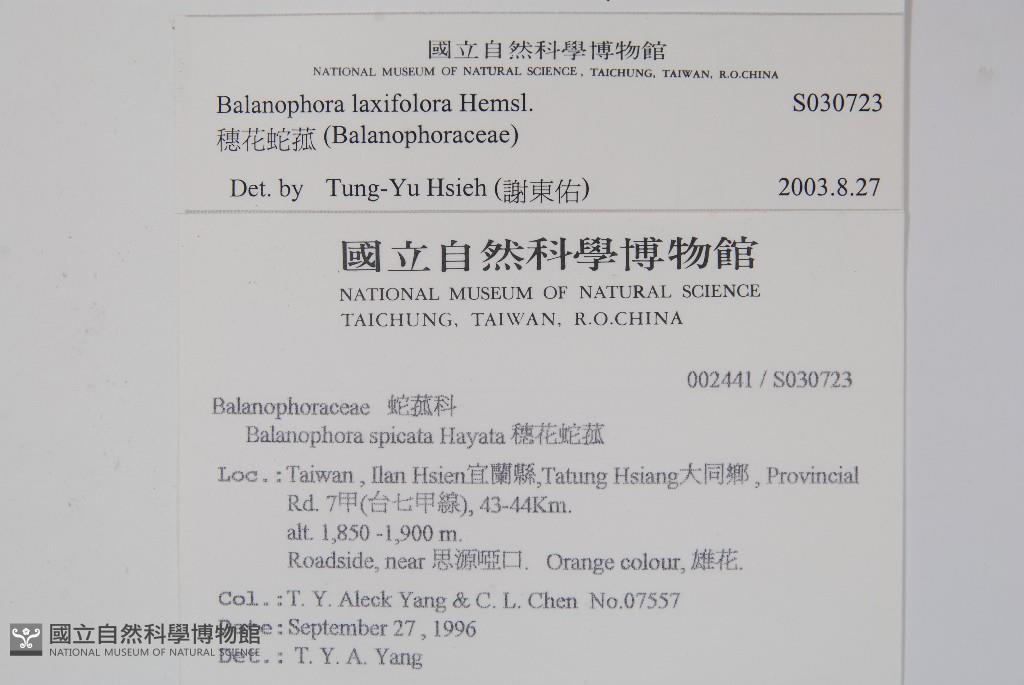 國立自然科學博物館
NATIONAL MUSEUM OF NATURAL SCIENCE, TAICHUNG, TAIWAN, R.O.CHINA
Balanophora laxifolora Hemsl. S030723
穗花蛇菰 (Balanophoraceae)
Det. by Tung-Yu Hsieh (謝東佑) 2003.8.27
國立自然科學博物館
NATIONAL MUSEUM OF NATURAL SCIENCE
TAICHUNG, TAIWAN, R.O.CHINA
002441 / S030723
Balanophoraceae 蛇菰科
Balanophora spicata Hayata 穗花蛇菰
Loc.: Taiwan , Ilan Hsien宜蘭縣,Tatung Hsiang大同鄉 , Provincial
Rd. 7甲(台七甲線), 43-44Km.
alt. 1,850 -1,900 m.
Roadside, near 思源啞口. Orange colour, 雄花.
Col.: T. Y. Aleck Yang & C. L. Chen No.07557
Date: September 27 , 1996
Det.: T. Y. A. Yang
國立自然科學博物館
NATIONAL MUSEUM OF NATURAL SCIENCE